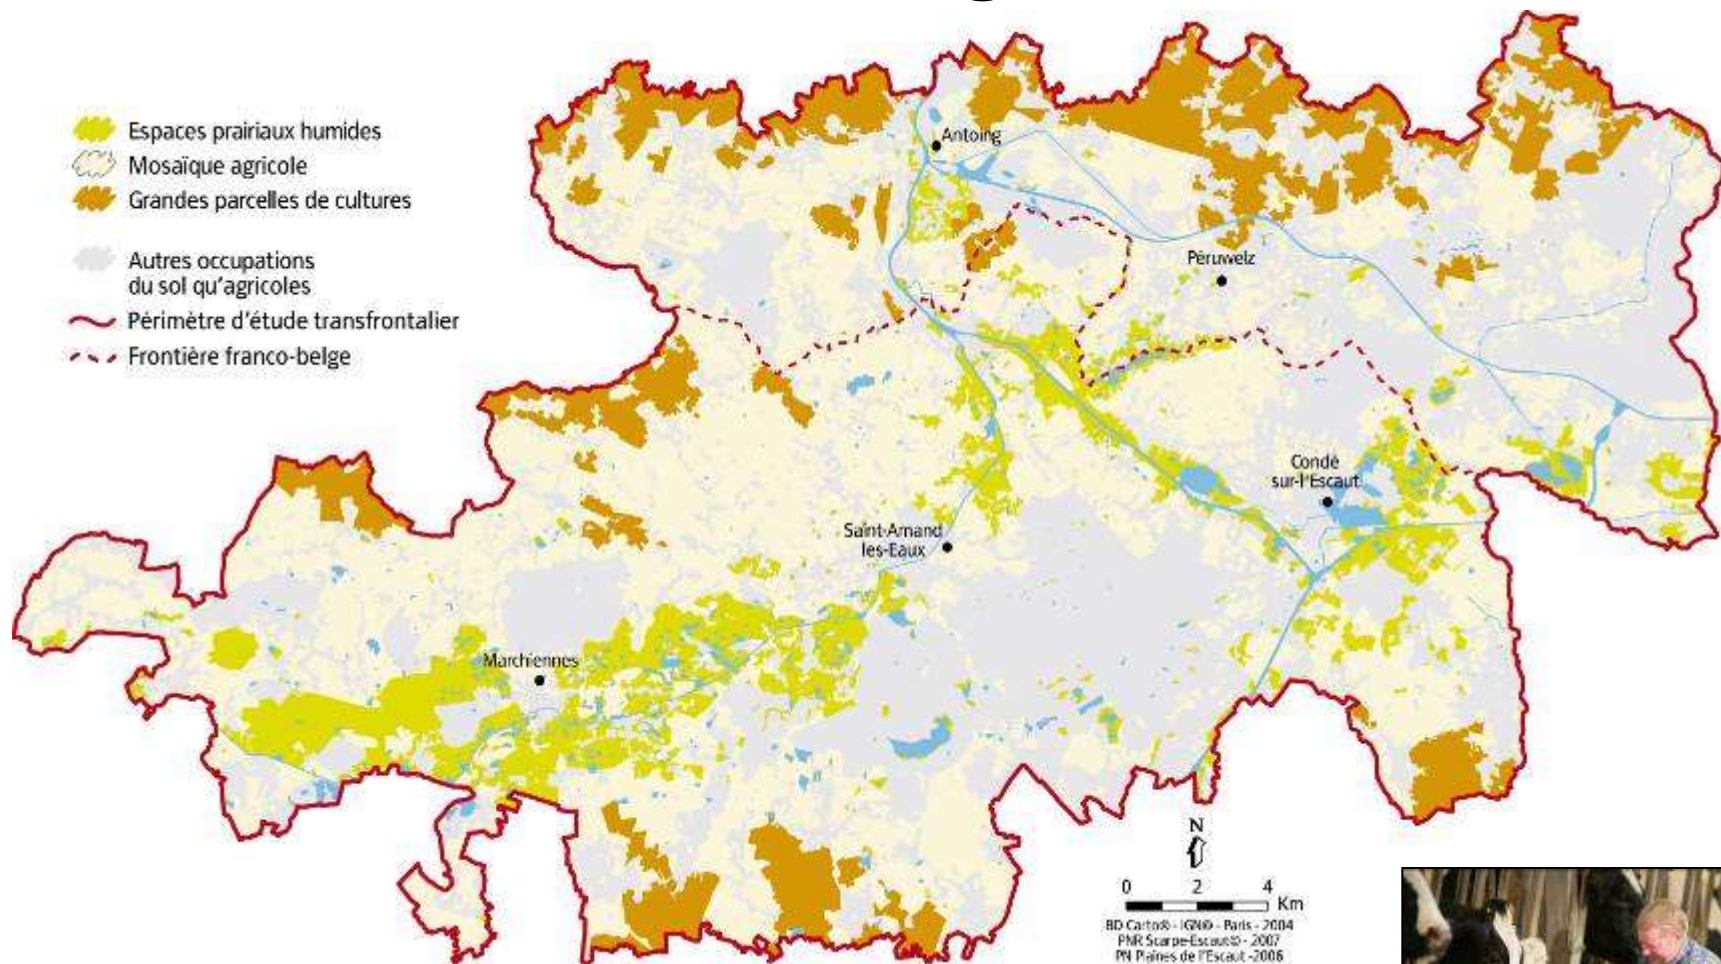 Espaces prairiaux humides
Mosaïque agricole
Grandes parcelles de cultures
Autres occupations
du sol qu'agricoles
Périmètre d'étude transfrontalier
Frontière franco-belge
Antoing
Péruwelz
Condé
sur-l'Escaut
Saint-Amand
les-Eaux
Marchiennes
N
0 2 4
Km
BD Carto® - IGN® - Paris - 2004
PNR Scarpe-Escaut© - 2007
PN Plaines de l'Escaut -2006